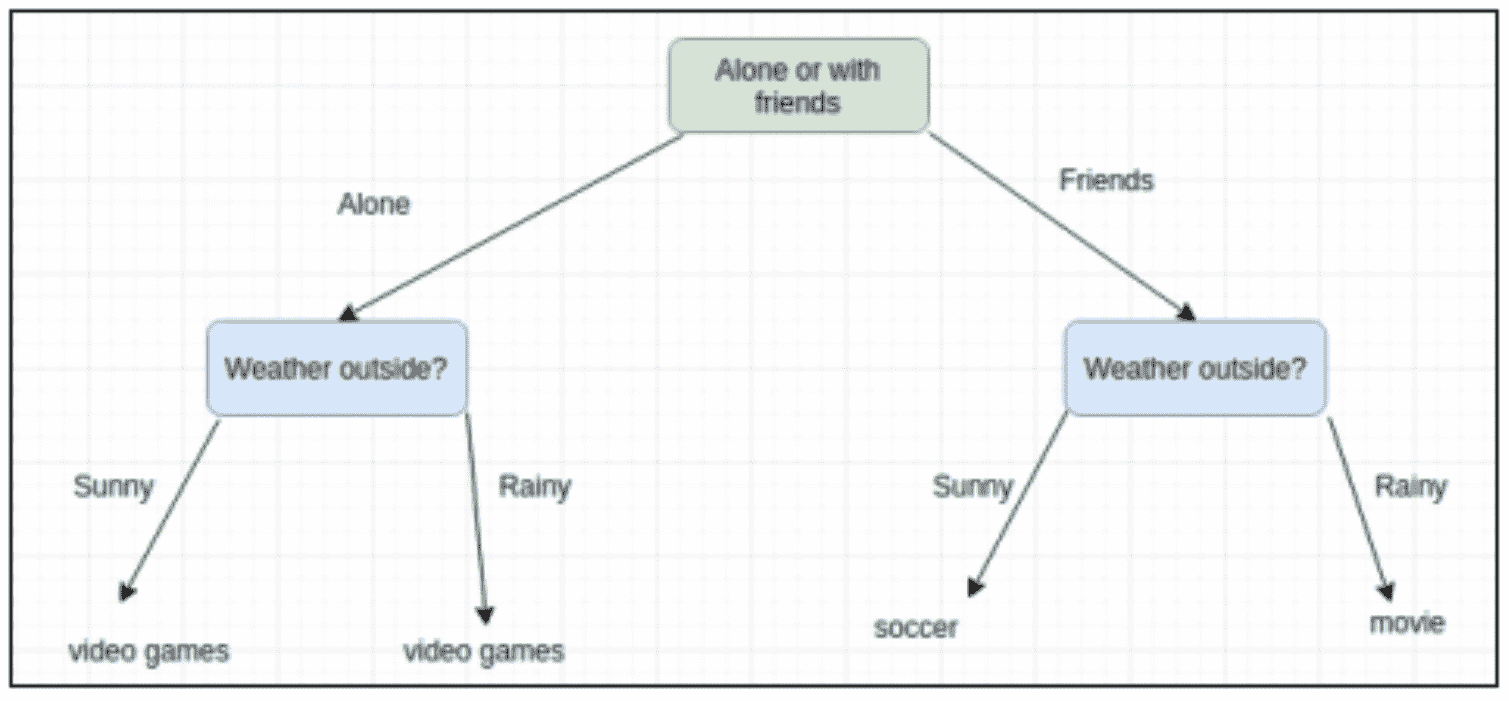 Alone or with
friends
Alone
Friends
Weather outside?
Weather outside?
Sunny
Rainy
Sunny
Rainy
video games
video games
soccer
movie